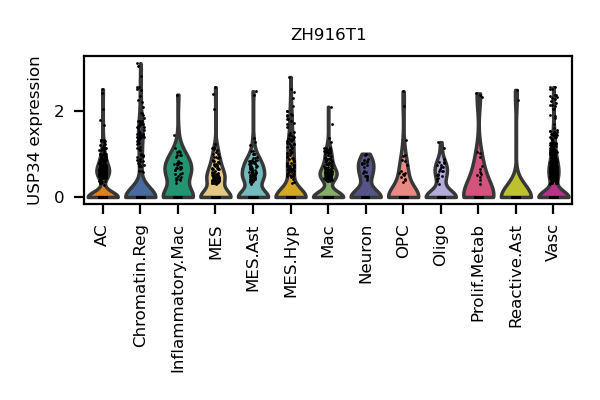 ZH916T1
USP34 expression
2
0
AC
Chromatin.Reg
Inflammatory.Mac
MES
MES.Ast
MES.Hyp
Mac
Neuron
OPC
Oligo
Prolif.Metab
Reactive.Ast
Vasc